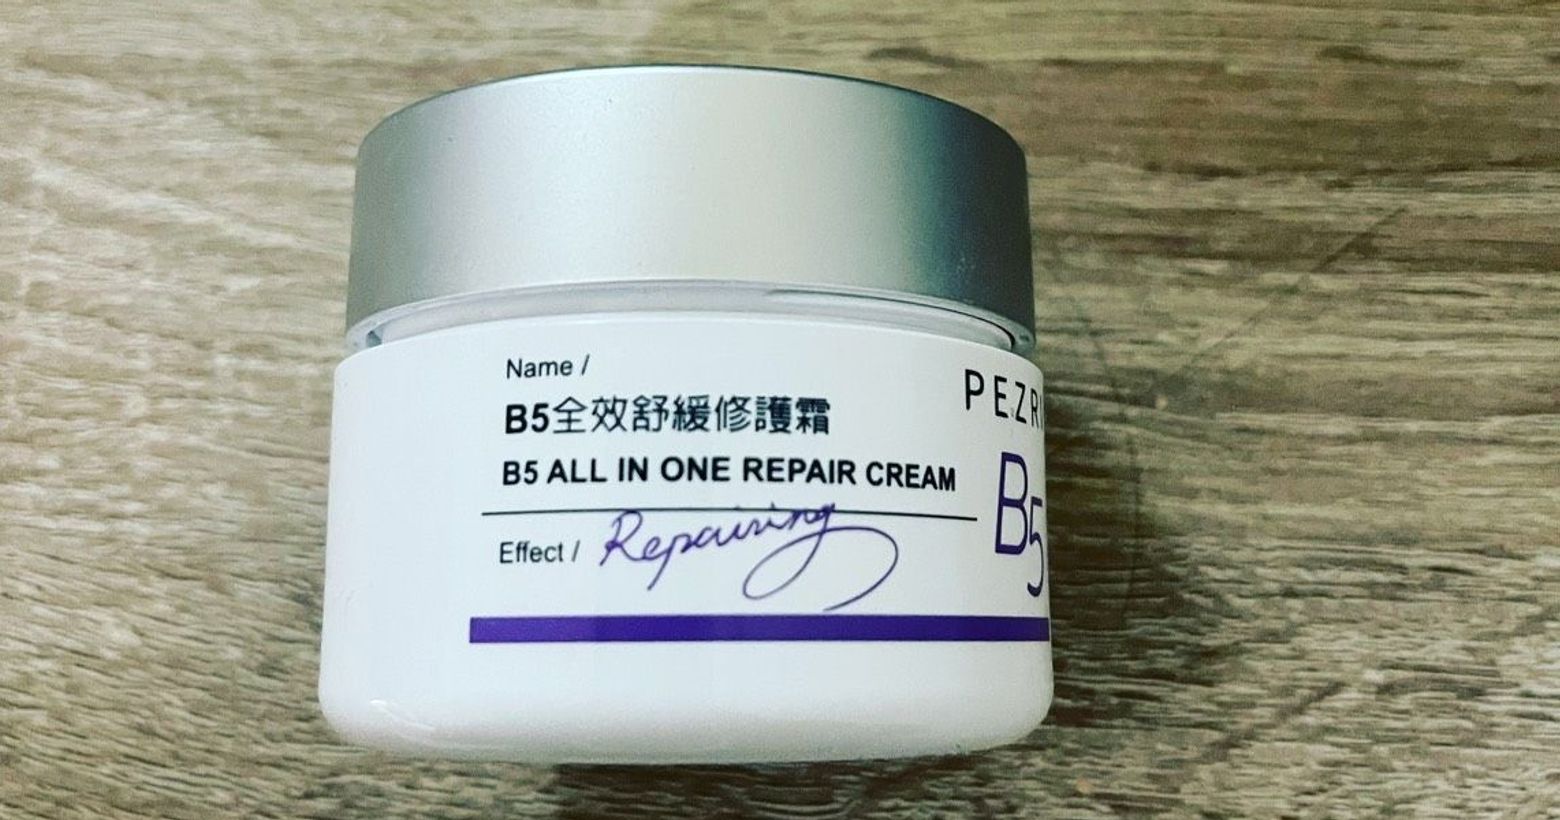 Name /
B5全效舒緩修護霜
B5 ALL IN ONE REPAIR CREAM
Effect / Repairing
PEZR
B5